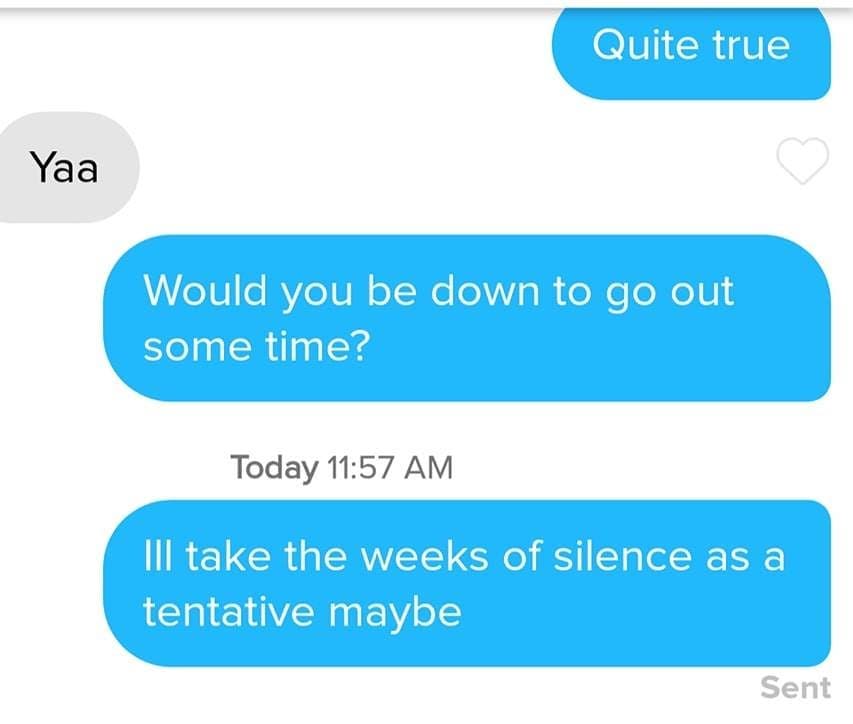 Quite true
Yaa
Would you be down to go out
some time?
Today 11:57 AM
Ill take the weeks of silence as a
tentative maybe
Sent